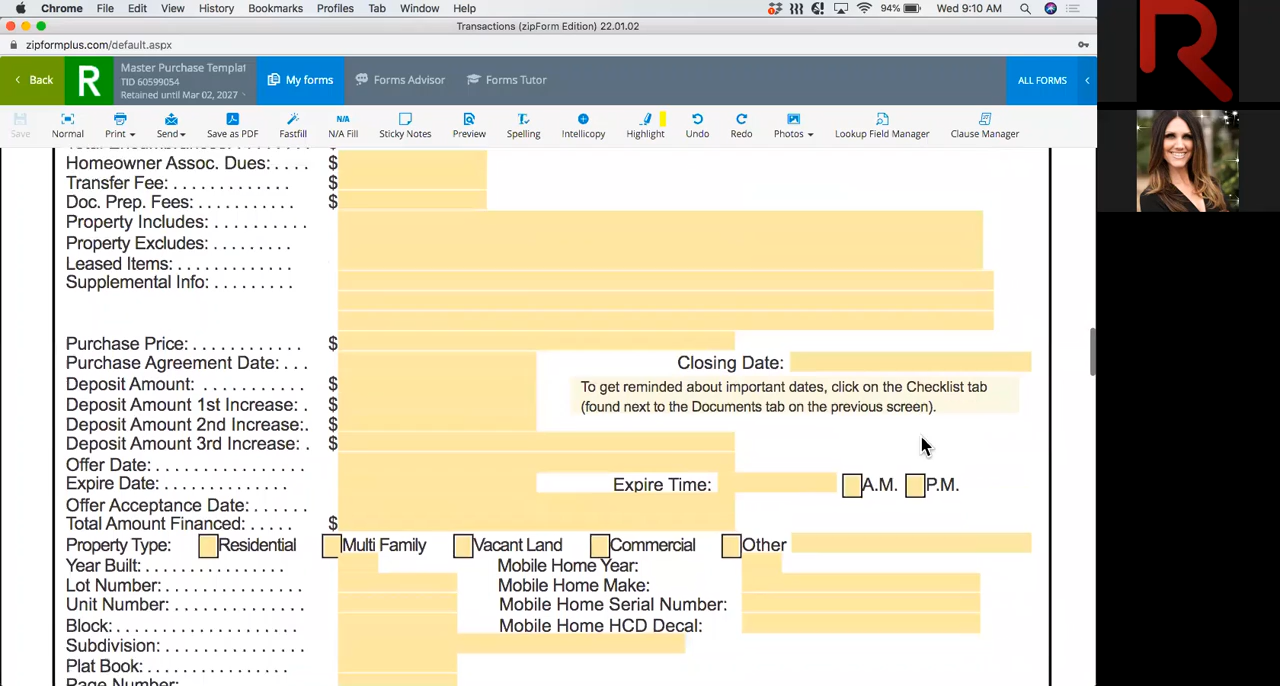 Chrome File Edit View History Bookmarks Profiles Tab Window Help 94% Wed 9:10 AM
Transactions (zipForm Edition) 22.01.02
zipformplus.com/default.aspx
Back R Master Purchase Templat
TID 60599054
Retained until Mar 02, 2027
My forms Forms Advisor Forms Tutor ALL FORMS
Save Normal Print Send Save as PDF Fastfill N/A Fill Sticky Notes Preview Spelling Intellicopy Highlight Undo Redo Photos Lookup Field Manager Clause Manager
Homeowner Assoc. Dues: . . . . $
Transfer Fee: . . . . . . . . . . . . . $
Doc. Prep. Fees: . . . . . . . . . . . $
Property Includes: . . . . . . . . . .
Property Excludes: . . . . . . . . . .
Leased Items: . . . . . . . . . . . . .
Supplemental Info: . . . . . . . . .
Purchase Price: . . . . . . . . . . . . $
Purchase Agreement Date: . . . Closing Date:
Deposit Amount: . . . . . . . . . . . $
To get reminded about important dates, click on the Checklist tab
(found next to the Documents tab on the previous screen).
Deposit Amount 1st Increase: . $
Deposit Amount 2nd Increase:. $
Deposit Amount 3rd Increase: . $
Offer Date: . . . . . . . . . . . . . . . .
Expire Date: . . . . . . . . . . . . . Expire Time: A.M. P.M.
Offer Acceptance Date: . . . . . .
Total Amount Financed: . . . . . $
Property Type: Residential Multi Family Vacant Land Commercial Other
Year Built: . . . . . . . . . . . . . . . Mobile Home Year:
Lot Number: . . . . . . . . . . . . . . . Mobile Home Make:
Unit Number: . . . . . . . . . . . . . . Mobile Home Serial Number:
Block: . . . . . . . . . . . . . . . . . . . Mobile Home HCD Decal:
Subdivision: . . . . . . . . . . . . . . .
Plat Book: . . . . . . . . . . . . . . . .